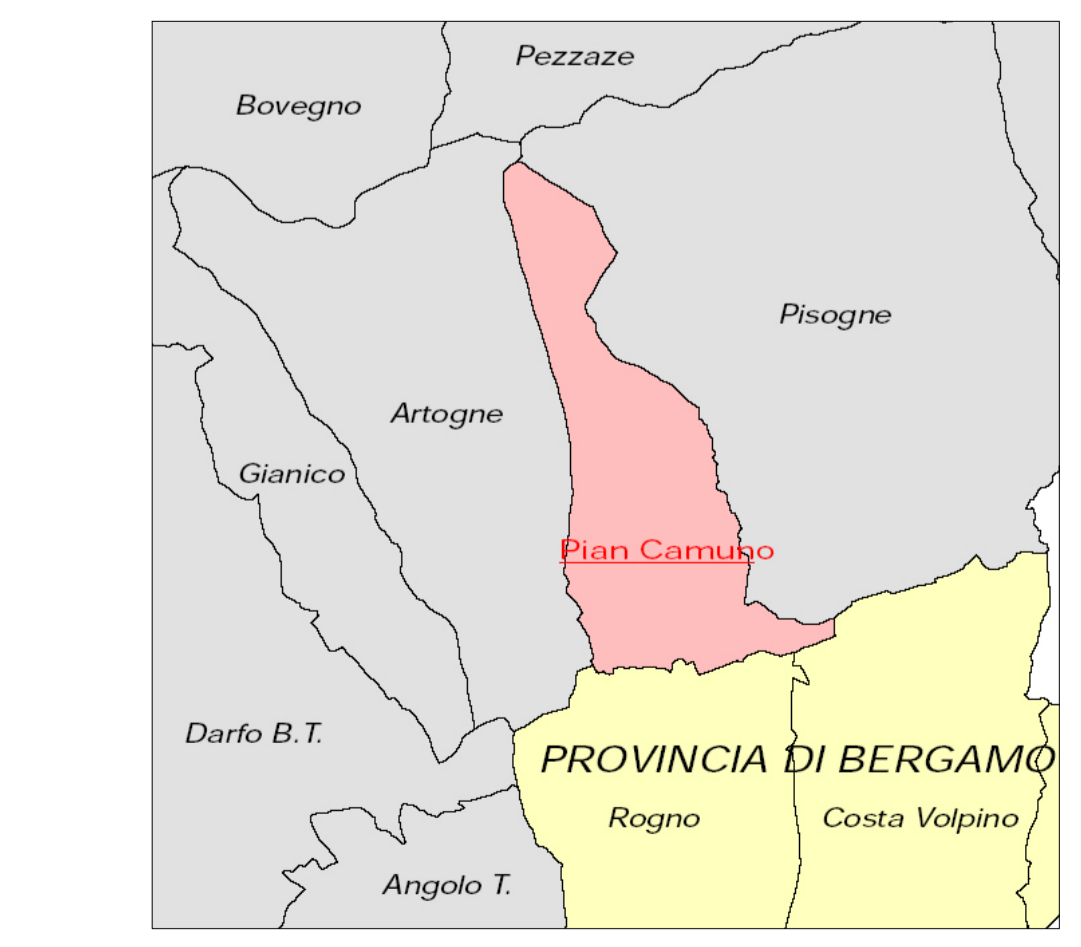 Pezzaze
Bovegno
Pisogne
Artogne
Gianico
Pian Camuno
Darfo B.T.
PROVINCIA DI BERGAMO
Rogno
Costa Volpino
Angolo T.